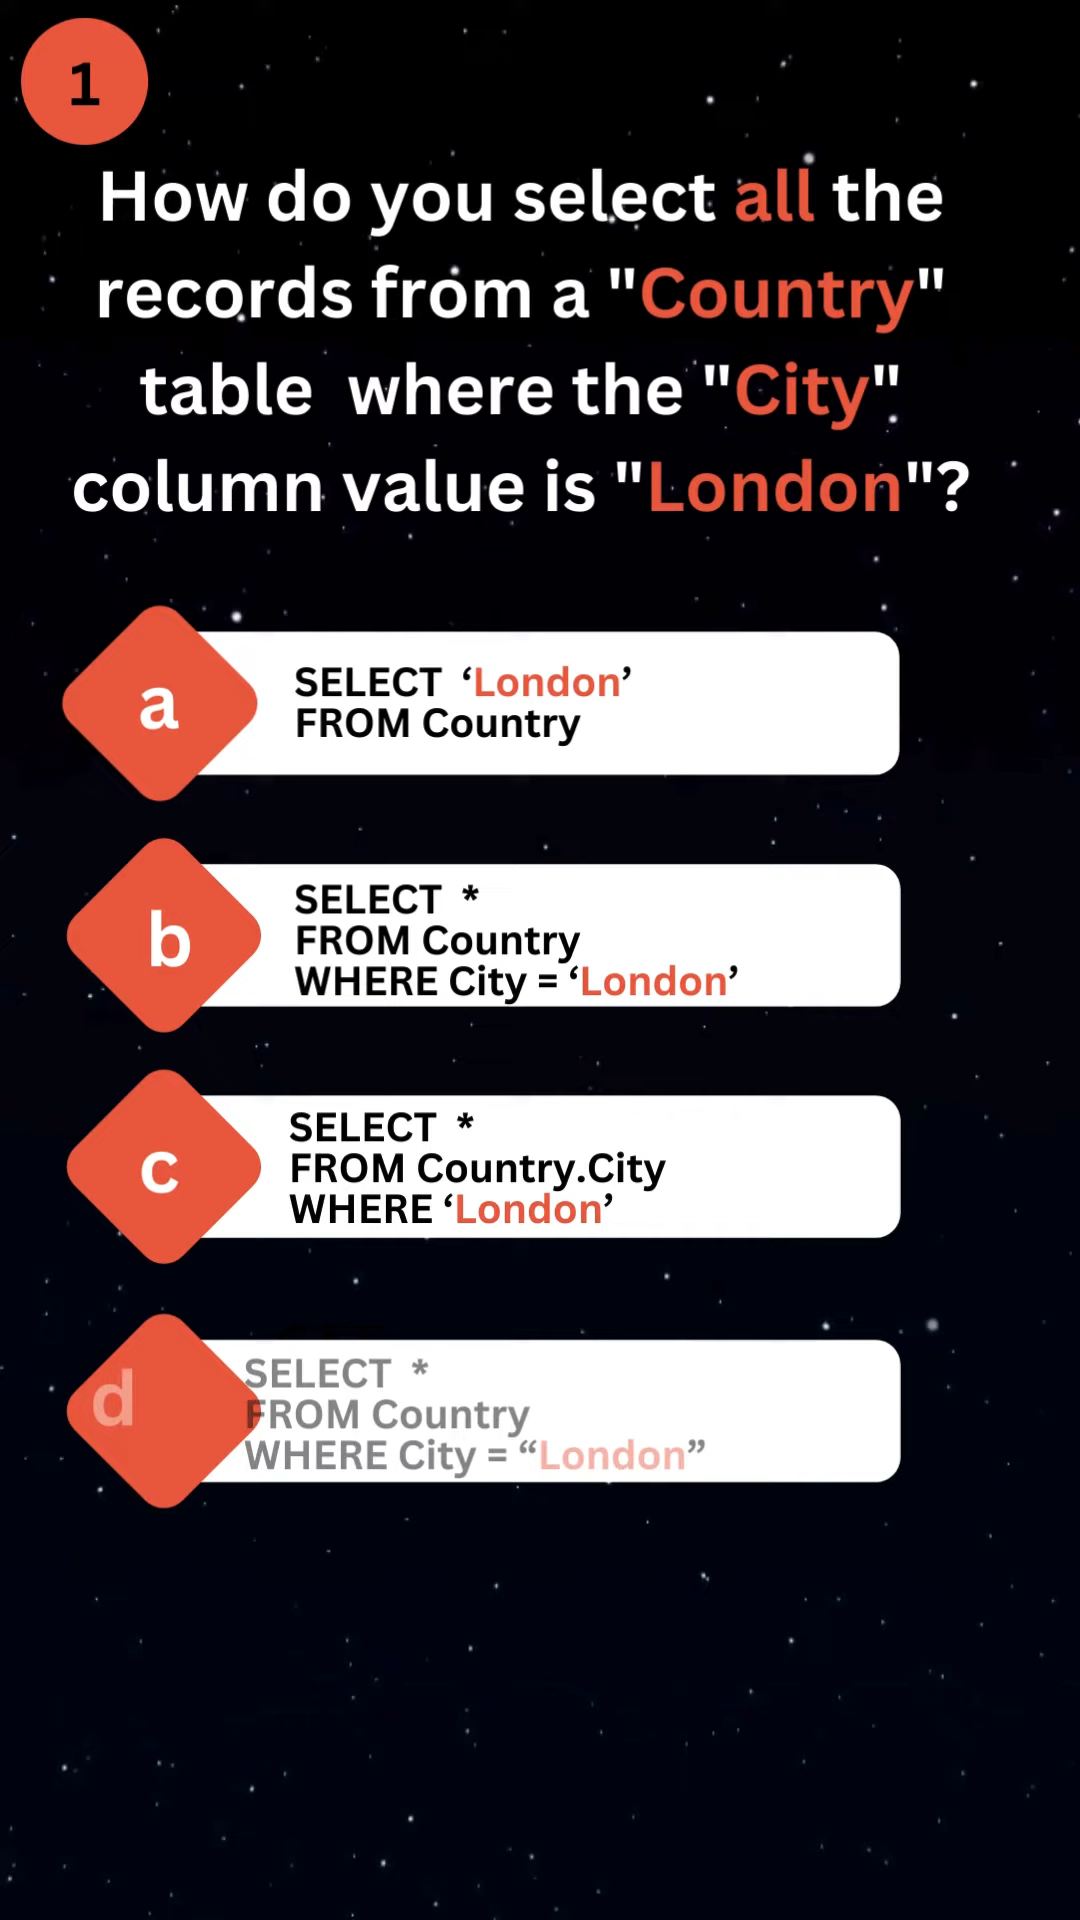 1
How do you select all the
records from a "Country"
table where the "City"
column value is "London"?
a
SELECT ‘London’
FROM Country
b
SELECT *
FROM Country
WHERE City = ‘London’
c
SELECT *
FROM Country.City
WHERE ‘London’
d
SELECT *
FROM Country
WHERE City = “London”